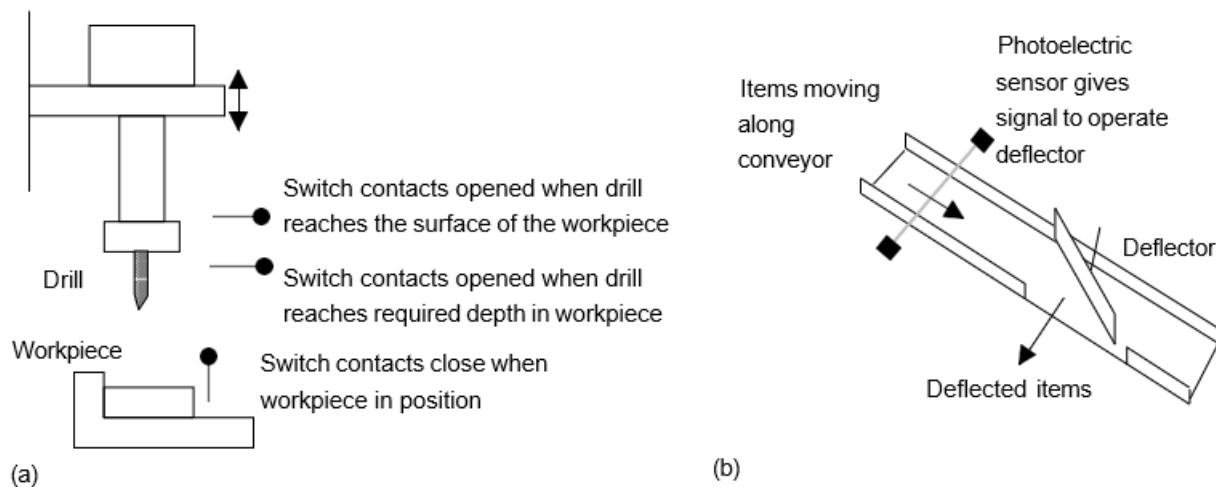 Switch contacts opened when drill
reaches the surface of the workpiece
Drill
Switch contacts opened when drill
reaches required depth in workpiece
Workpiece
Switch contacts close when
workpiece in position
(a)
Photoelectric
sensor gives
signal to operate
deflector
Items moving
along
conveyor
Deflector
Deflected items
(b)